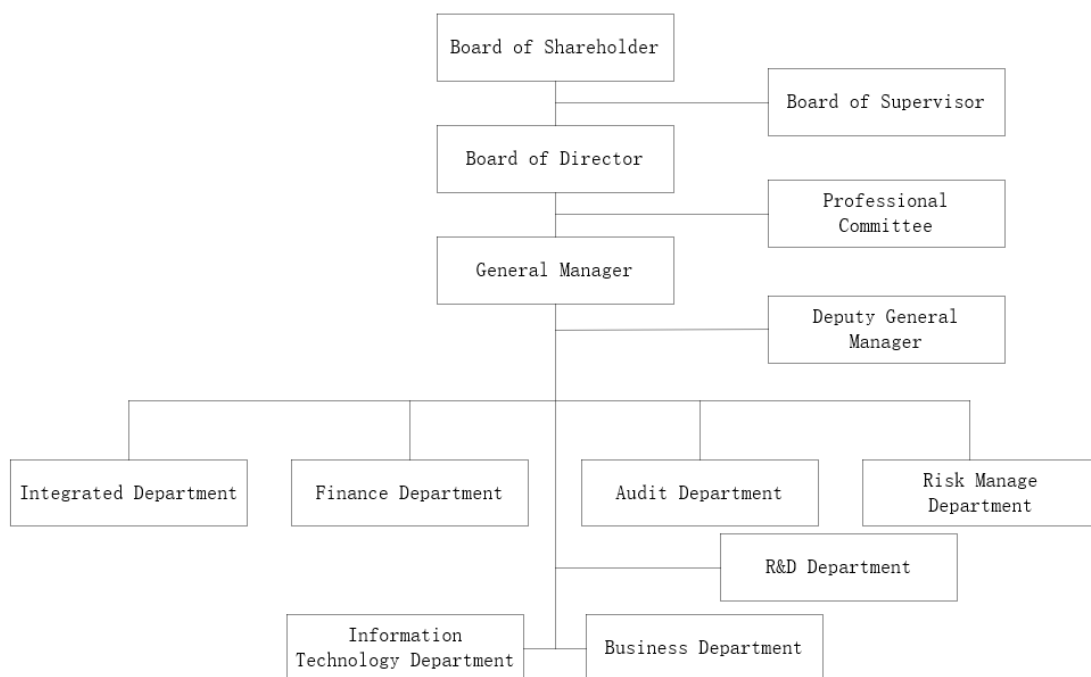 Board of Shareholder
Board of Supervisor
Board of Director
Professional
Committee
General Manager
Deputy General
Manager
Integrated Department
Finance Department
Audit Department
Risk Manage
Department
R&D Department
Information
Technology Department
Business Department